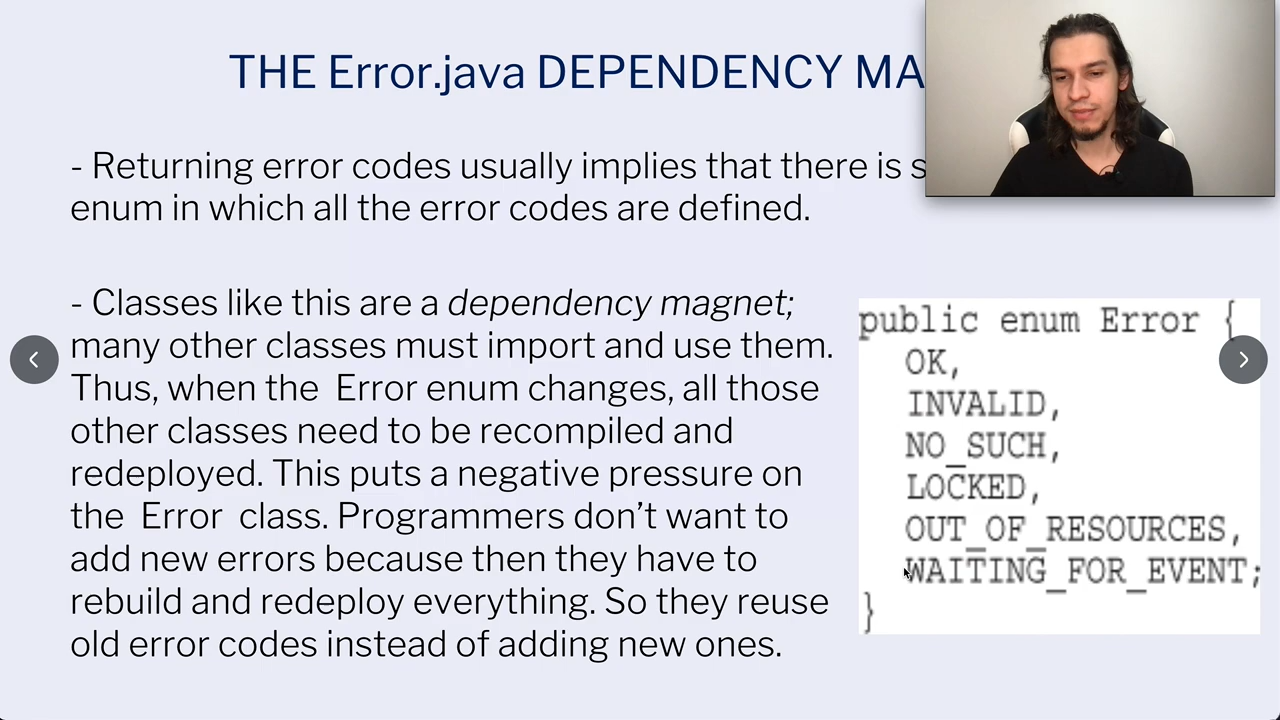 THE Error.java DEPENDENCY MA
- Returning error codes usually implies that there is s
enum in which all the error codes are defined.
- Classes like this are a dependency magnet;
many other classes must import and use them.
Thus, when the Error enum changes, all those
other classes need to be recompiled and
redeployed. This puts a negative pressure on
the Error class. Programmers don’t want to
add new errors because then they have to
rebuild and redeploy everything. So they reuse
old error codes instead of adding new ones.
public enum Error {
OK,
INVALID,
NO_SUCH,
LOCKED,
OUT_OF_RESOURCES,
WAITING_FOR_EVENT;
}